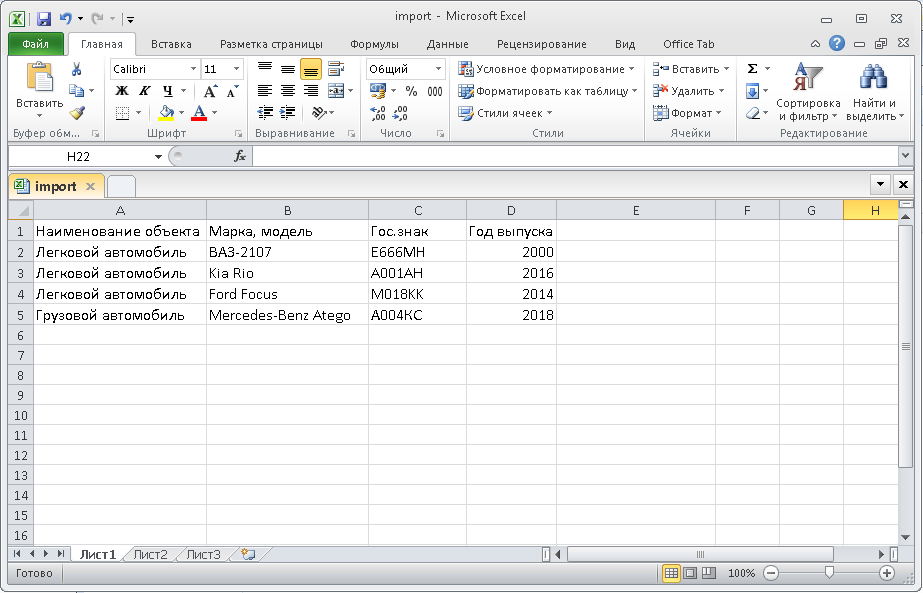 import - Microsoft Excel
Файл Главная Вставка Разметка страницы Формулы Данные Рецензирование Вид Office Tab
Calibri 11 Общий Условное форматирование Вставить Σ
Вставить Ж К Ч А А % 000 Форматировать как таблицу Удалить Сортировка и фильтр Найти и выделить
А Стили ячеек Формат
Буфер обм... Шрифт Выравнивание Число Стили Ячейки Редактирование
H22 fx
import
A B C D E F G H
1 Наименование объекта Марка, модель Гос.знак Год выпуска
2 Легковой автомобиль ВАЗ-2107 Е666МН 2000
3 Легковой автомобиль Kia Rio А001АН 2016
4 Легковой автомобиль Ford Focus М018КК 2014
5 Грузовой автомобиль Mercedes-Benz Atego А004КС 2018
6
7
8
9
10
11
12
13
14
15
16
Лист1 Лист2 Лист3
Готово 100%